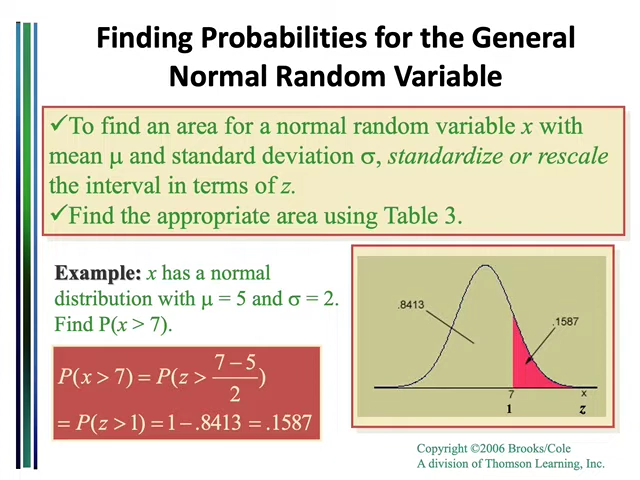 Finding Probabilities for the General
Normal Random Variable
✓To find an area for a normal random variable x with
mean μ and standard deviation σ, standardize or rescale
the interval in terms of z.
✓Find the appropriate area using Table 3.
Example: x has a normal
distribution with μ = 5 and σ = 2.
Find P(x > 7).
P(x > 7) = P(z > (7 − 5)/2)
= P(z > 1) = 1 − .8413 = .1587
.8413
.1587
7 x
1 z
Copyright ©2006 Brooks/Cole
A division of Thomson Learning, Inc.